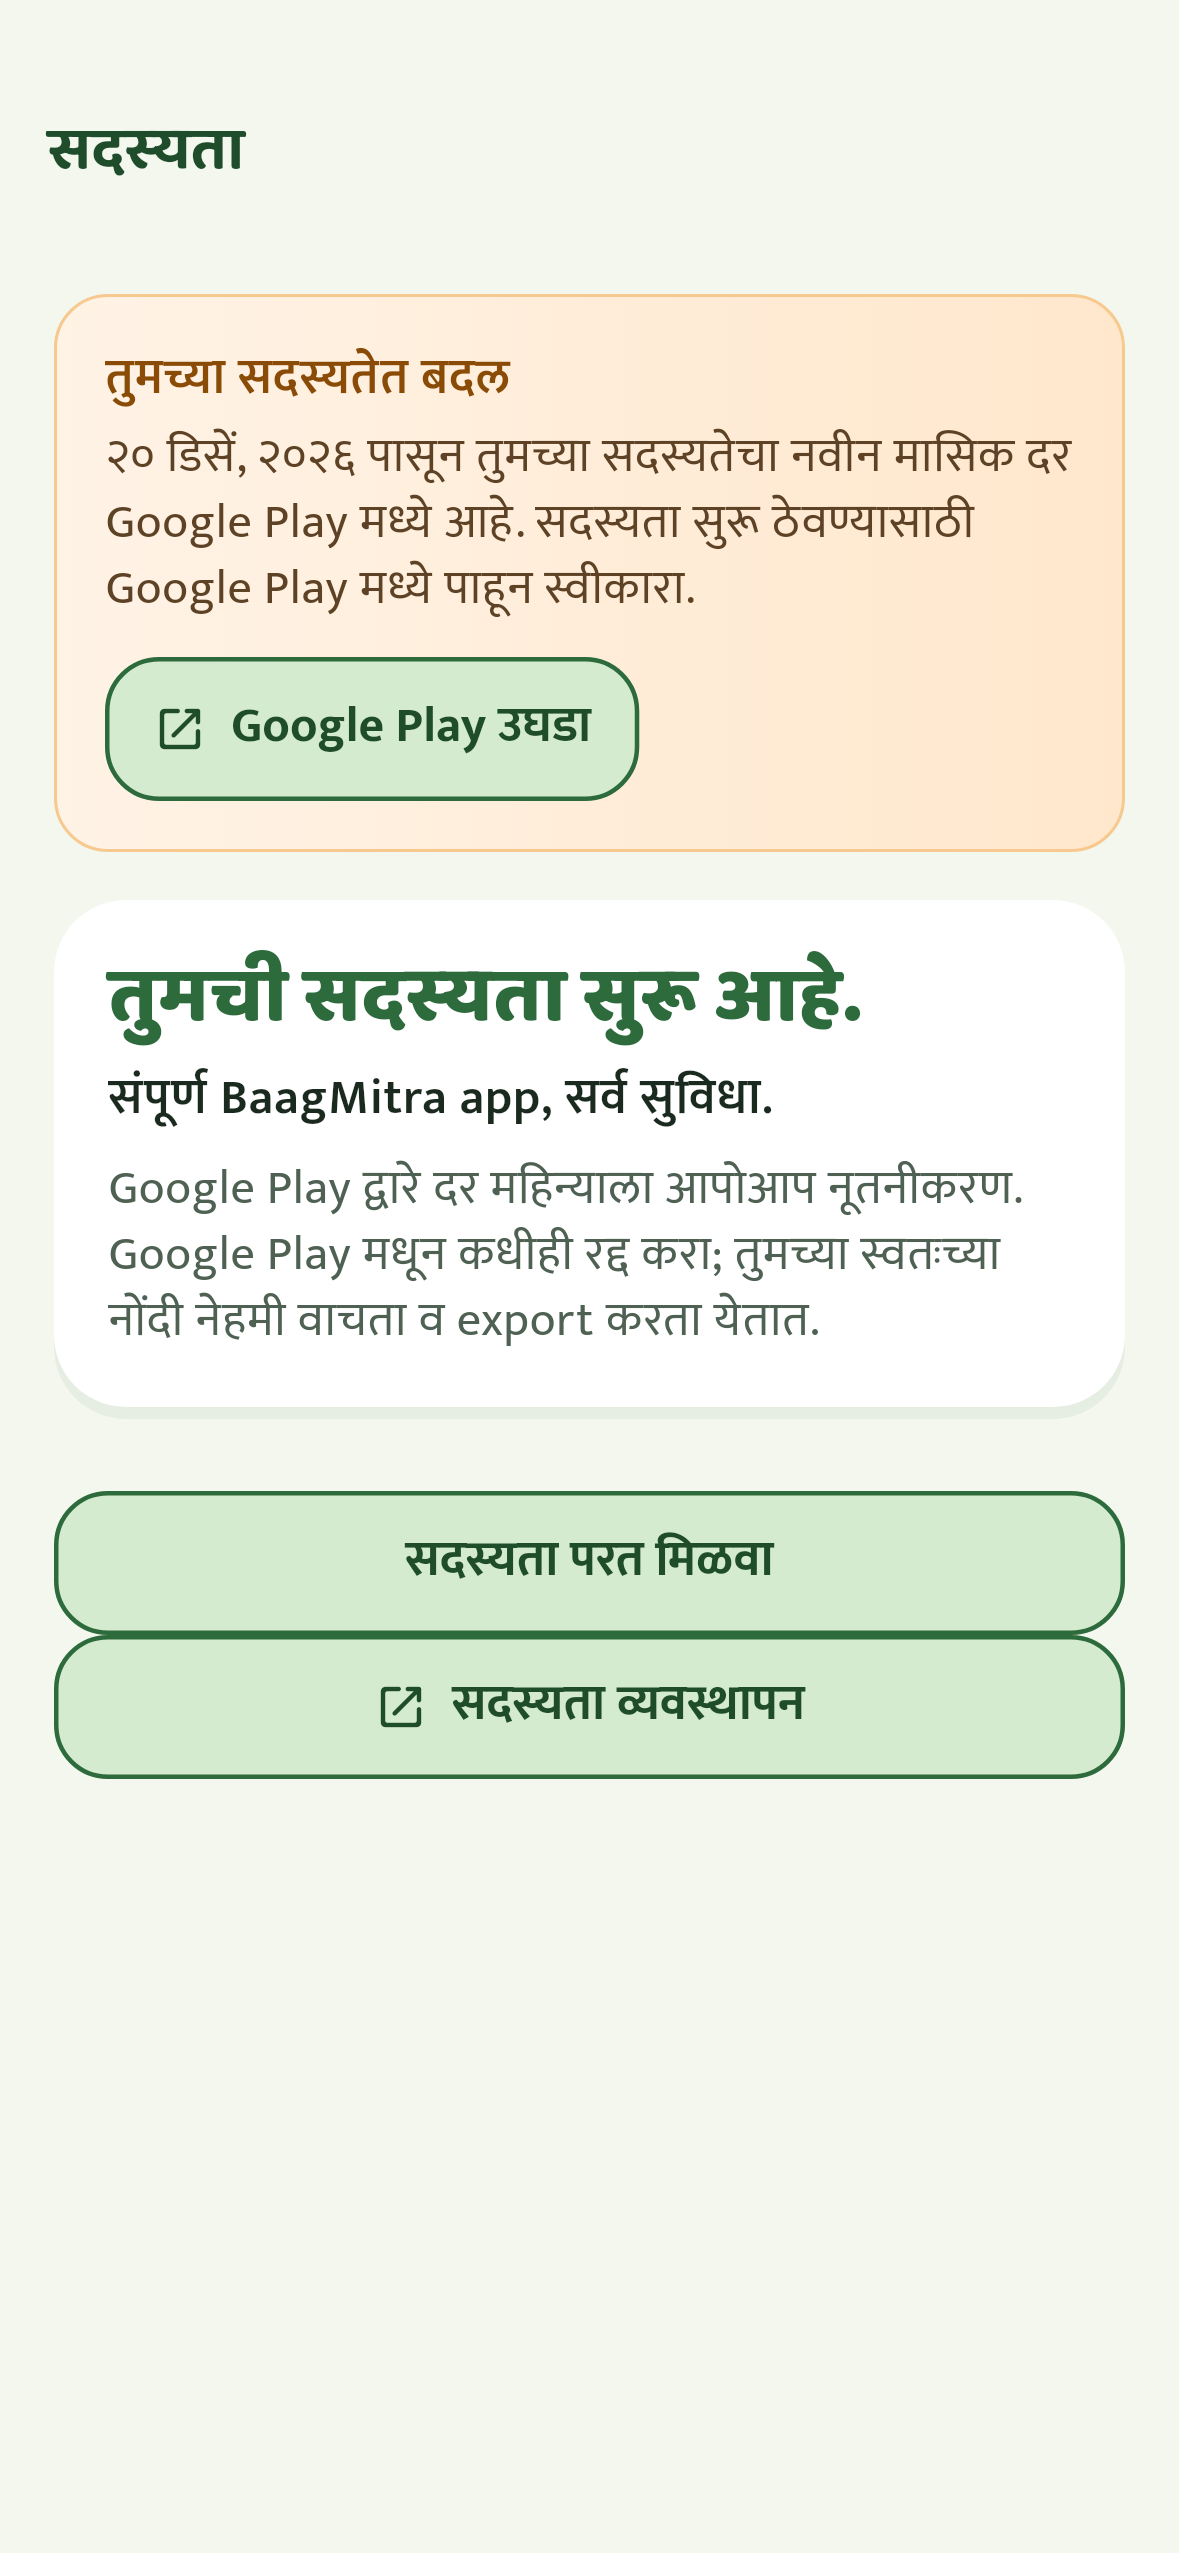 सदस्यता
तुमच्या सदस्यतेत बदल
२० डिसें, २०२६ पासून तुमच्या सदस्यतेचा नवीन मासिक दर
Google Play मध्ये आहे. सदस्यता सुरू ठेवण्यासाठी
Google Play मध्ये पाहून स्वीकारा.
Google Play उघडा
तुमची सदस्यता सुरू आहे.
संपूर्ण BaagMitra app, सर्व सुविधा.
Google Play द्वारे दर महिन्याला आपोआप नूतनीकरण.
Google Play मधून कधीही रद्द करा; तुमच्या स्वतःच्या
नोंदी नेहमी वाचता व export करता येतात.
सदस्यता परत मिळवा
सदस्यता व्यवस्थापन